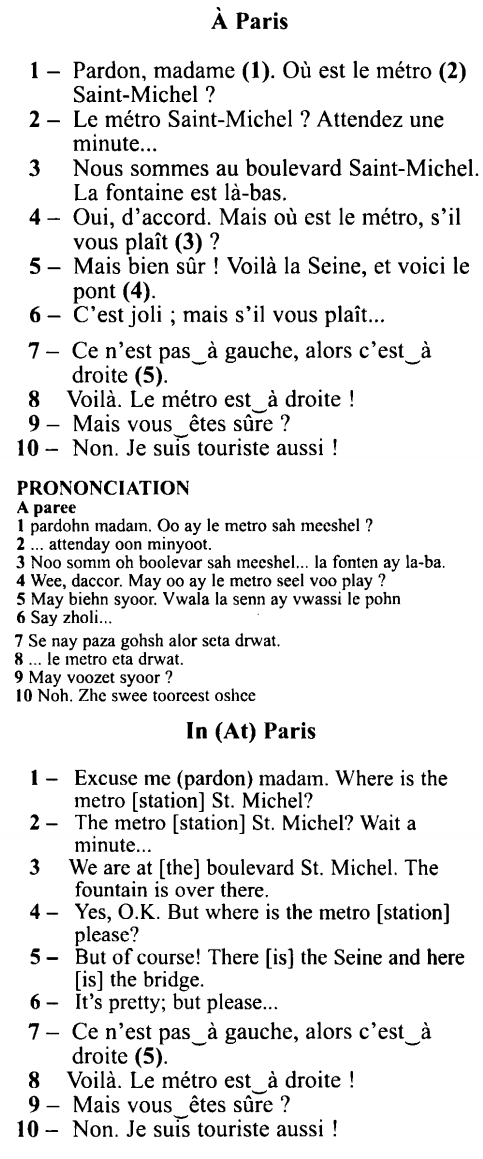 À Paris
1 – Pardon, madame (1). Où est le métro (2)
Saint-Michel ?
2 – Le métro Saint-Michel ? Attendez une
minute...
3 Nous sommes au boulevard Saint-Michel.
La fontaine est là-bas.
4 – Oui, d’accord. Mais où est le métro, s’il
vous plaît (3) ?
5 – Mais bien sûr ! Voilà la Seine, et voici le
pont (4).
6 – C’est joli ; mais s’il vous plaît...
7 – Ce n’est pas‿à gauche, alors c’est‿à
droite (5).
8 Voilà. Le métro est‿à droite !
9 – Mais vous‿êtes sûre ?
10 – Non. Je suis touriste aussi !
PRONONCIATION
A paree
1 pardohn madam. Oo ay le metro sah meeshel ?
2 ... attenday oon minyoot.
3 Noo somm oh boolevar sah meeshel... la fonten ay la-ba.
4 Wee, daccor. May oo ay le metro seel voo play ?
5 May biehn syoor. Vwala la senn ay vwassi le pohn
6 Say zholi...
7 Se nay paza gohsh alor seta drwat.
8 ... le metro eta drwat.
9 May voozet syoor ?
10 Noh. Zhe swee tooreest oshee
In (At) Paris
1 – Excuse me (pardon) madam. Where is the
metro [station] St. Michel?
2 – The metro [station] St. Michel? Wait a
minute...
3 We are at [the] boulevard St. Michel. The
fountain is over there.
4 – Yes, O.K. But where is the metro [station]
please?
5 – But of course! There [is] the Seine and here
[is] the bridge.
6 – It’s pretty; but please...
7 – Ce n’est pas‿à gauche, alors c’est‿à
droite (5).
8 Voilà. Le métro est‿à droite !
9 – Mais vous‿êtes sûre ?
10 – Non. Je suis touriste aussi !